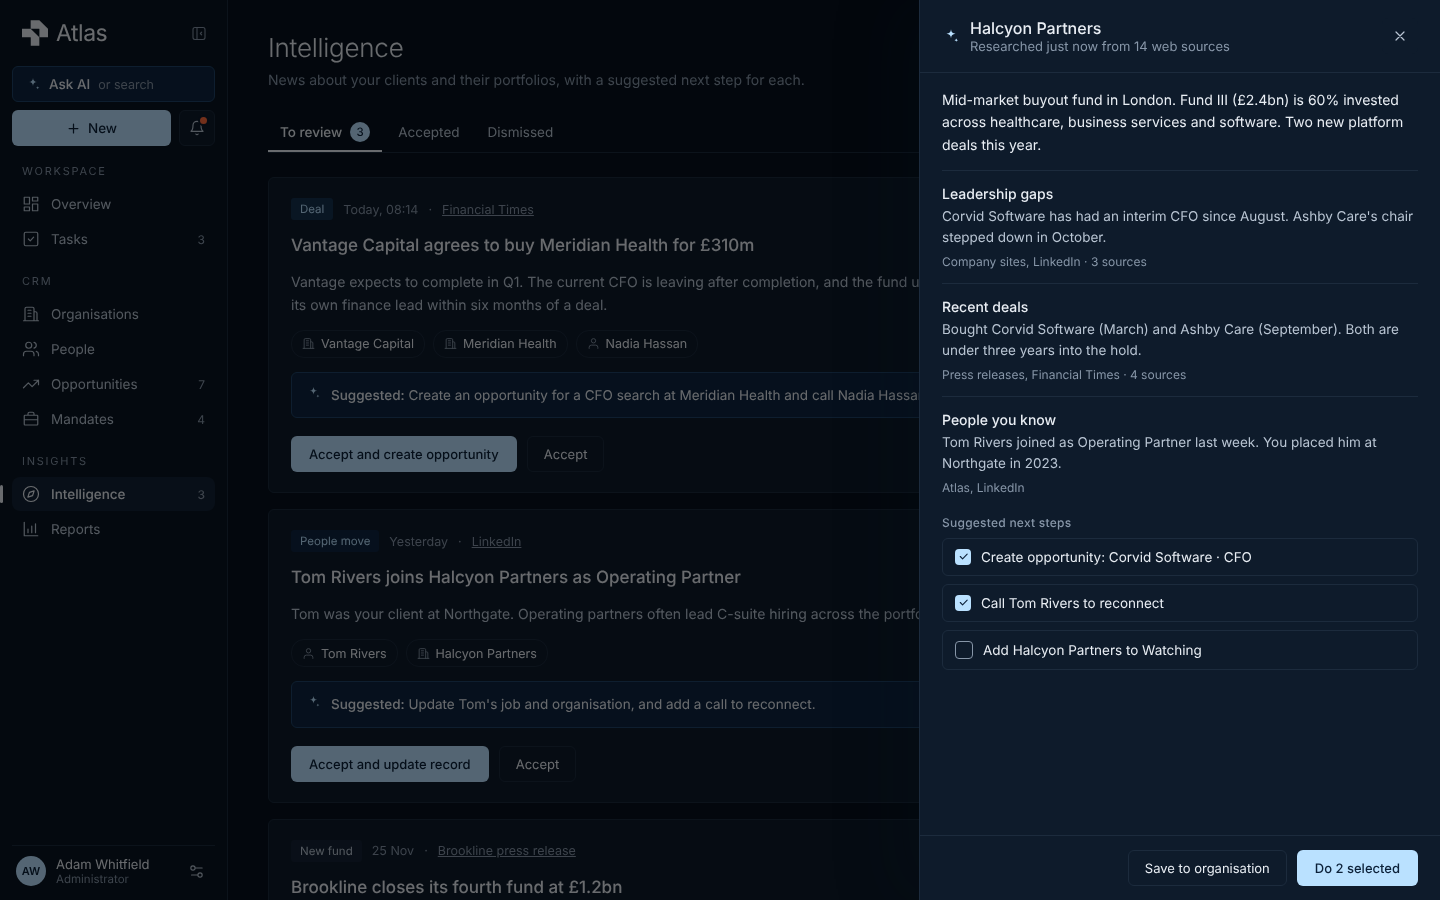 Atlas
Ask AI or search
New
WORKSPACE
Overview
Tasks 3
CRM
Organisations
People
Opportunities 7
Mandates 4
INSIGHTS
Intelligence 3
Reports
AW
Adam Whitfield
Administrator
Intelligence
News about your clients and their portfolios, with a suggested next step for each.
To review 3 Accepted Dismissed
Deal Today, 08:14 · Financial Times
Vantage Capital agrees to buy Meridian Health for £310m
Vantage expects to complete in Q1. The current CFO is leaving after completion, and the fund u
its own finance lead within six months of a deal.
Vantage Capital Meridian Health Nadia Hassan
Suggested: Create an opportunity for a CFO search at Meridian Health and call Nadia Hassa
Accept and create opportunity Accept
People move Yesterday · LinkedIn
Tom Rivers joins Halcyon Partners as Operating Partner
Tom was your client at Northgate. Operating partners often lead C-suite hiring across the portfo
Tom Rivers Halcyon Partners
Suggested: Update Tom's job and organisation, and add a call to reconnect.
Accept and update record Accept
New fund 25 Nov · Brookline press release
Brookline closes its fourth fund at £1.2bn
Halcyon Partners
Researched just now from 14 web sources
Mid-market buyout fund in London. Fund III (£2.4bn) is 60% invested
across healthcare, business services and software. Two new platform
deals this year.
Leadership gaps
Corvid Software has had an interim CFO since August. Ashby Care's chair
stepped down in October.
Company sites, LinkedIn · 3 sources
Recent deals
Bought Corvid Software (March) and Ashby Care (September). Both are
under three years into the hold.
Press releases, Financial Times · 4 sources
People you know
Tom Rivers joined as Operating Partner last week. You placed him at
Northgate in 2023.
Atlas, LinkedIn
Suggested next steps
Create opportunity: Corvid Software · CFO
Call Tom Rivers to reconnect
Add Halcyon Partners to Watching
Save to organisation Do 2 selected